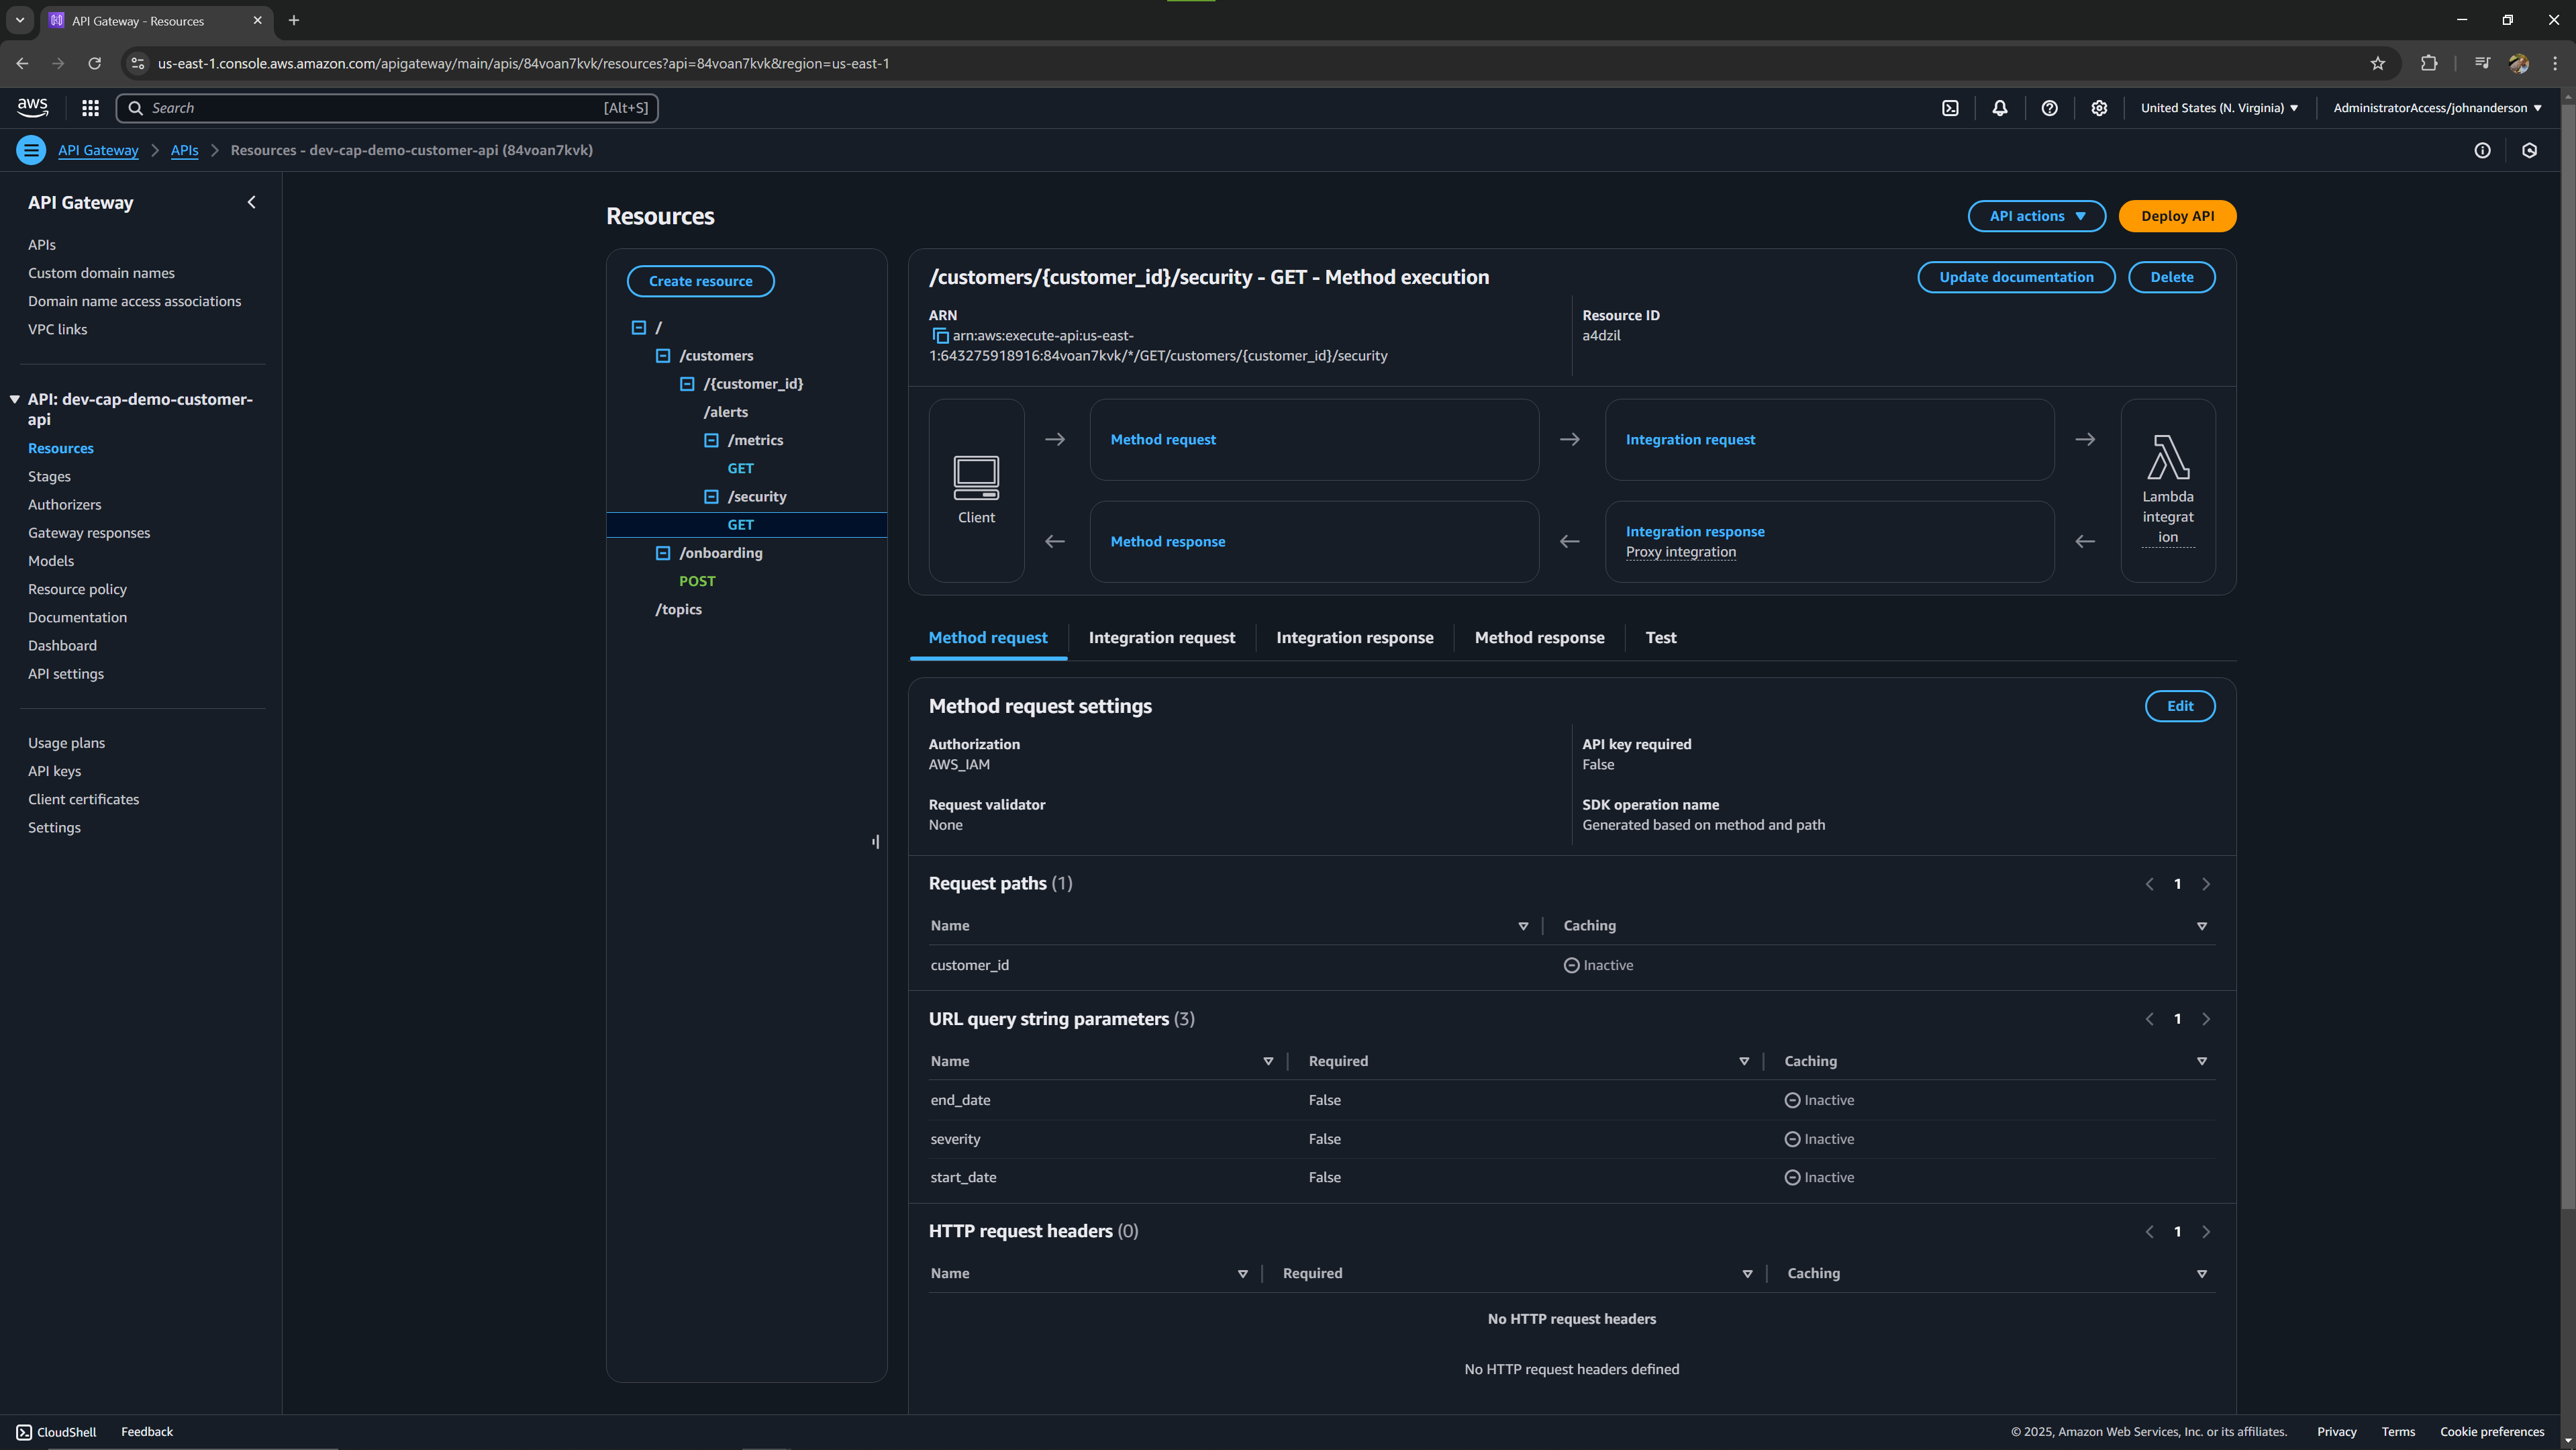 API Gateway - Resources
us-east-1.console.aws.amazon.com/apigateway/main/apis/84voan7kvk/resources?api=84voan7kvk&region=us-east-1
aws
Search
[Alt+S]
United States (N. Virginia)
AdministratorAccess/johnanderson
API Gateway
APIs
Resources - dev-cap-demo-customer-api (84voan7kvk)
API Gateway
APIs
Custom domain names
Domain name access associations
VPC links
API: dev-cap-demo-customer-
api
Resources
Stages
Authorizers
Gateway responses
Models
Resource policy
Documentation
Dashboard
API settings
Usage plans
API keys
Client certificates
Settings
Resources
API actions
Deploy API
Create resource
/
/customers
/{customer_id}
/alerts
/metrics
GET
/security
GET
/onboarding
POST
/topics
/customers/{customer_id}/security - GET - Method execution
Update documentation
Delete
ARN
arn:aws:execute-api:us-east-
1:643275918916:84voan7kvk/*/GET/customers/{customer_id}/security
Resource ID
a4dzil
Client
Method request
Integration request
Method response
Integration response
Proxy integration
Lambda
integrat
ion
Method request
Integration request
Integration response
Method response
Test
Method request settings
Edit
Authorization
AWS_IAM
API key required
False
Request validator
None
SDK operation name
Generated based on method and path
Request paths (1)
1
Name
Caching
customer_id
Inactive
URL query string parameters (3)
1
Name
Required
Caching
end_date
False
Inactive
severity
False
Inactive
start_date
False
Inactive
HTTP request headers (0)
1
Name
Required
Caching
No HTTP request headers
No HTTP request headers defined
CloudShell
Feedback
© 2025, Amazon Web Services, Inc. or its affiliates.
Privacy
Terms
Cookie preferences